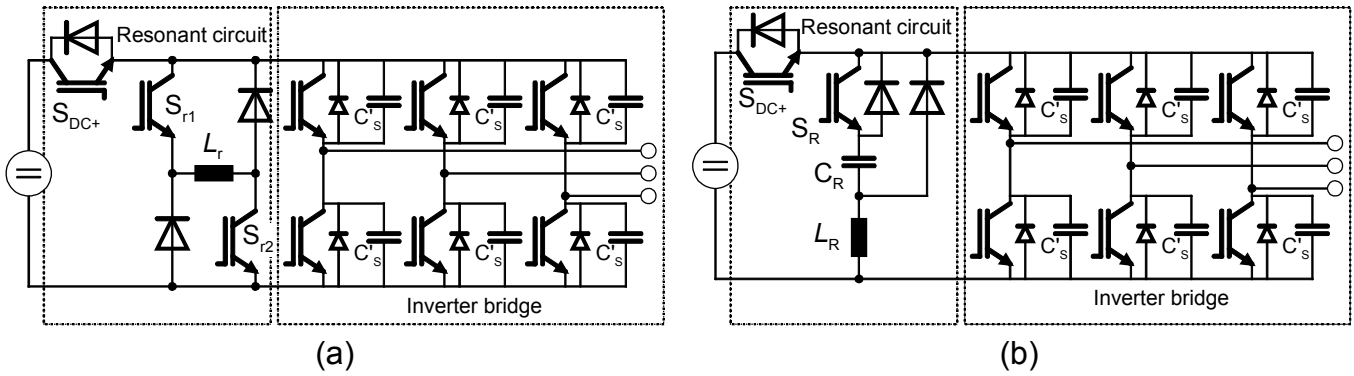 Resonant circuit
S_DC+
S_r1
L_r
S_r2
C'_S C'_S C'_S
C'_S C'_S C'_S
Inverter bridge
(a)
Resonant circuit
S_DC+
S_R
C_R
L_R
C'_S C'_S C'_S
C'_S C'_S C'_S
Inverter bridge
(b)